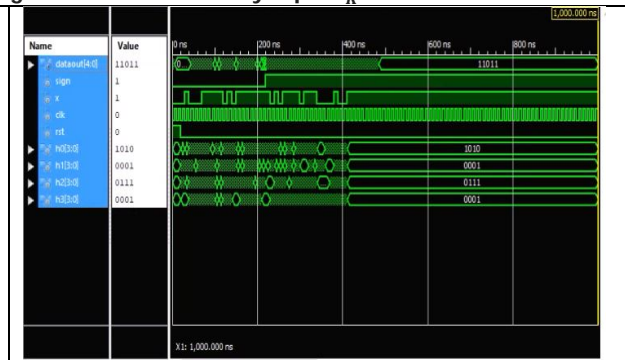 1,000.000 ns
Name Value 0 ns 200 ns 400 ns 600 ns 800 ns
dataout[4:0] 11011 0 11011
sign 1
x 1
clk 0
rst 0
h0[3:0] 1010 1010
h1[3:0] 0001 0001
h2[3:0] 0111 0111
h3[3:0] 0001 0001
X1: 1,000.000 ns